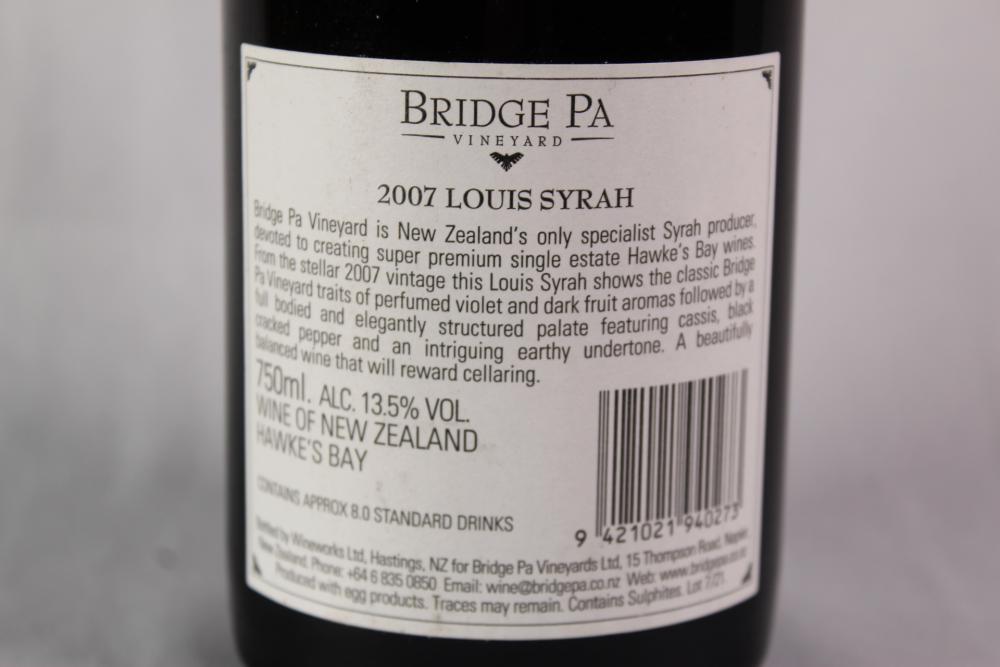 BRIDGE PA
VINEYARD
2007 LOUIS SYRAH
Bridge Pa Vineyard is New Zealand's only specialist Syrah producer,
devoted to creating super premium single estate Hawke's Bay wines.
From the stellar 2007 vintage this Louis Syrah shows the classic Bridge
Pa Vineyard traits of perfumed violet and dark fruit aromas followed by a
full bodied and elegantly structured palate featuring cassis, black
cracked pepper and an intriguing earthy undertone. A beautifully
balanced wine that will reward cellaring.
750ml. ALC. 13.5% VOL.
WINE OF NEW ZEALAND
HAWKE'S BAY
CONTAINS APPROX 8.0 STANDARD DRINKS
9 421021 940273
Bottled by Wineworks Ltd, Hastings, NZ for Bridge Pa Vineyards Ltd, 15 Thompson Road, Napier,
New Zealand. Phone: +64 6 835 0850 Email: wine@bridgepa.co.nz Web: www.bridgepa.co.nz
Produced with egg products. Traces may remain. Contains Sulphites. Lot 7/21